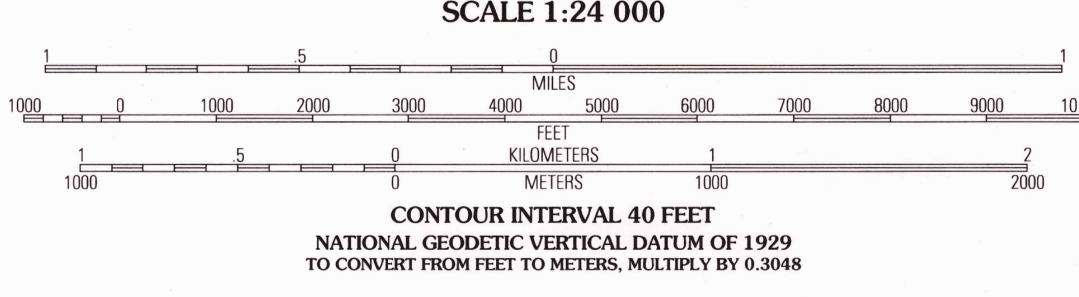 SCALE 1:24 000
1 .5 0 1
MILES
1000 0 1000 2000 3000 4000 5000 6000 7000 8000 9000 10
FEET
1 .5 0 KILOMETERS 1 2
1000 0 METERS 1000 2000
CONTOUR INTERVAL 40 FEET
NATIONAL GEODETIC VERTICAL DATUM OF 1929
TO CONVERT FROM FEET TO METERS, MULTIPLY BY 0.3048